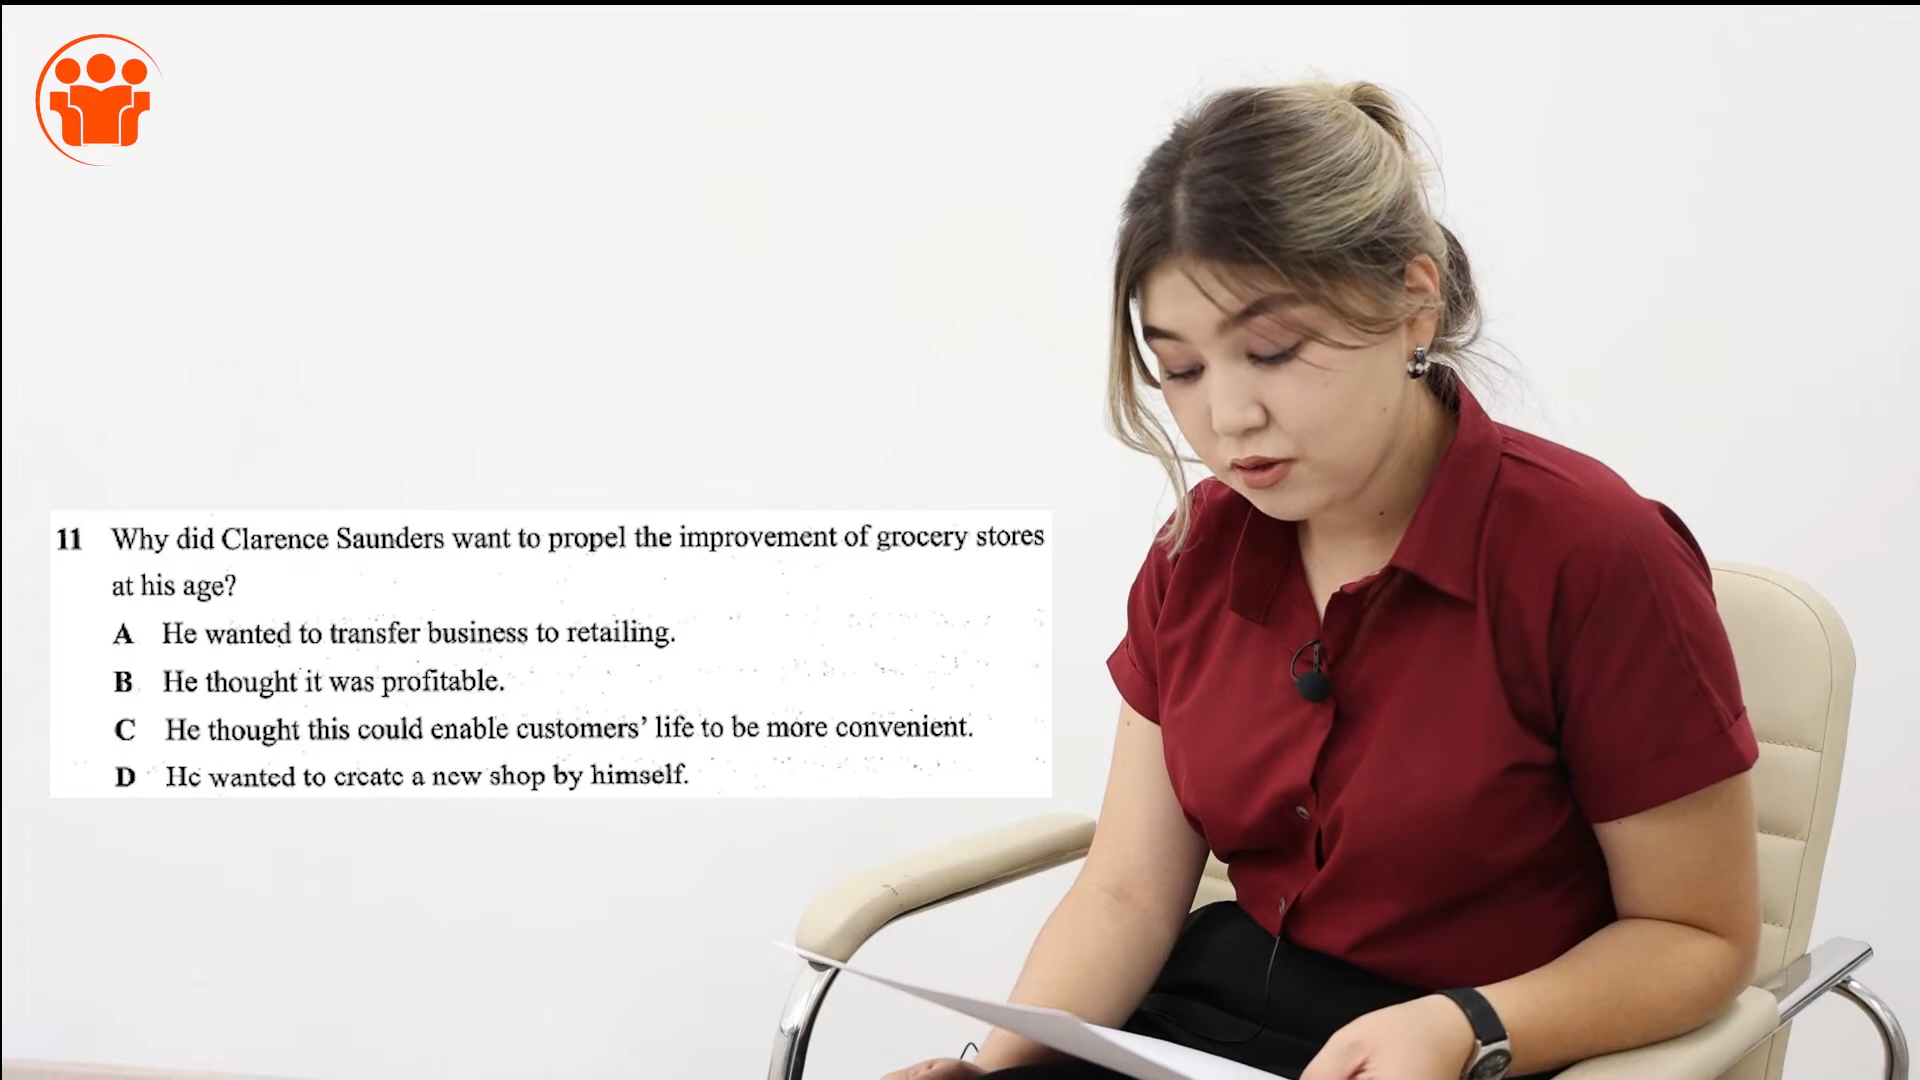 11 Why did Clarence Saunders want to propel the improvement of grocery stores
at his age?
A He wanted to transfer business to retailing.
B He thought it was profitable.
C He thought this could enable customers' life to be more convenient.
D He wanted to create a new shop by himself.